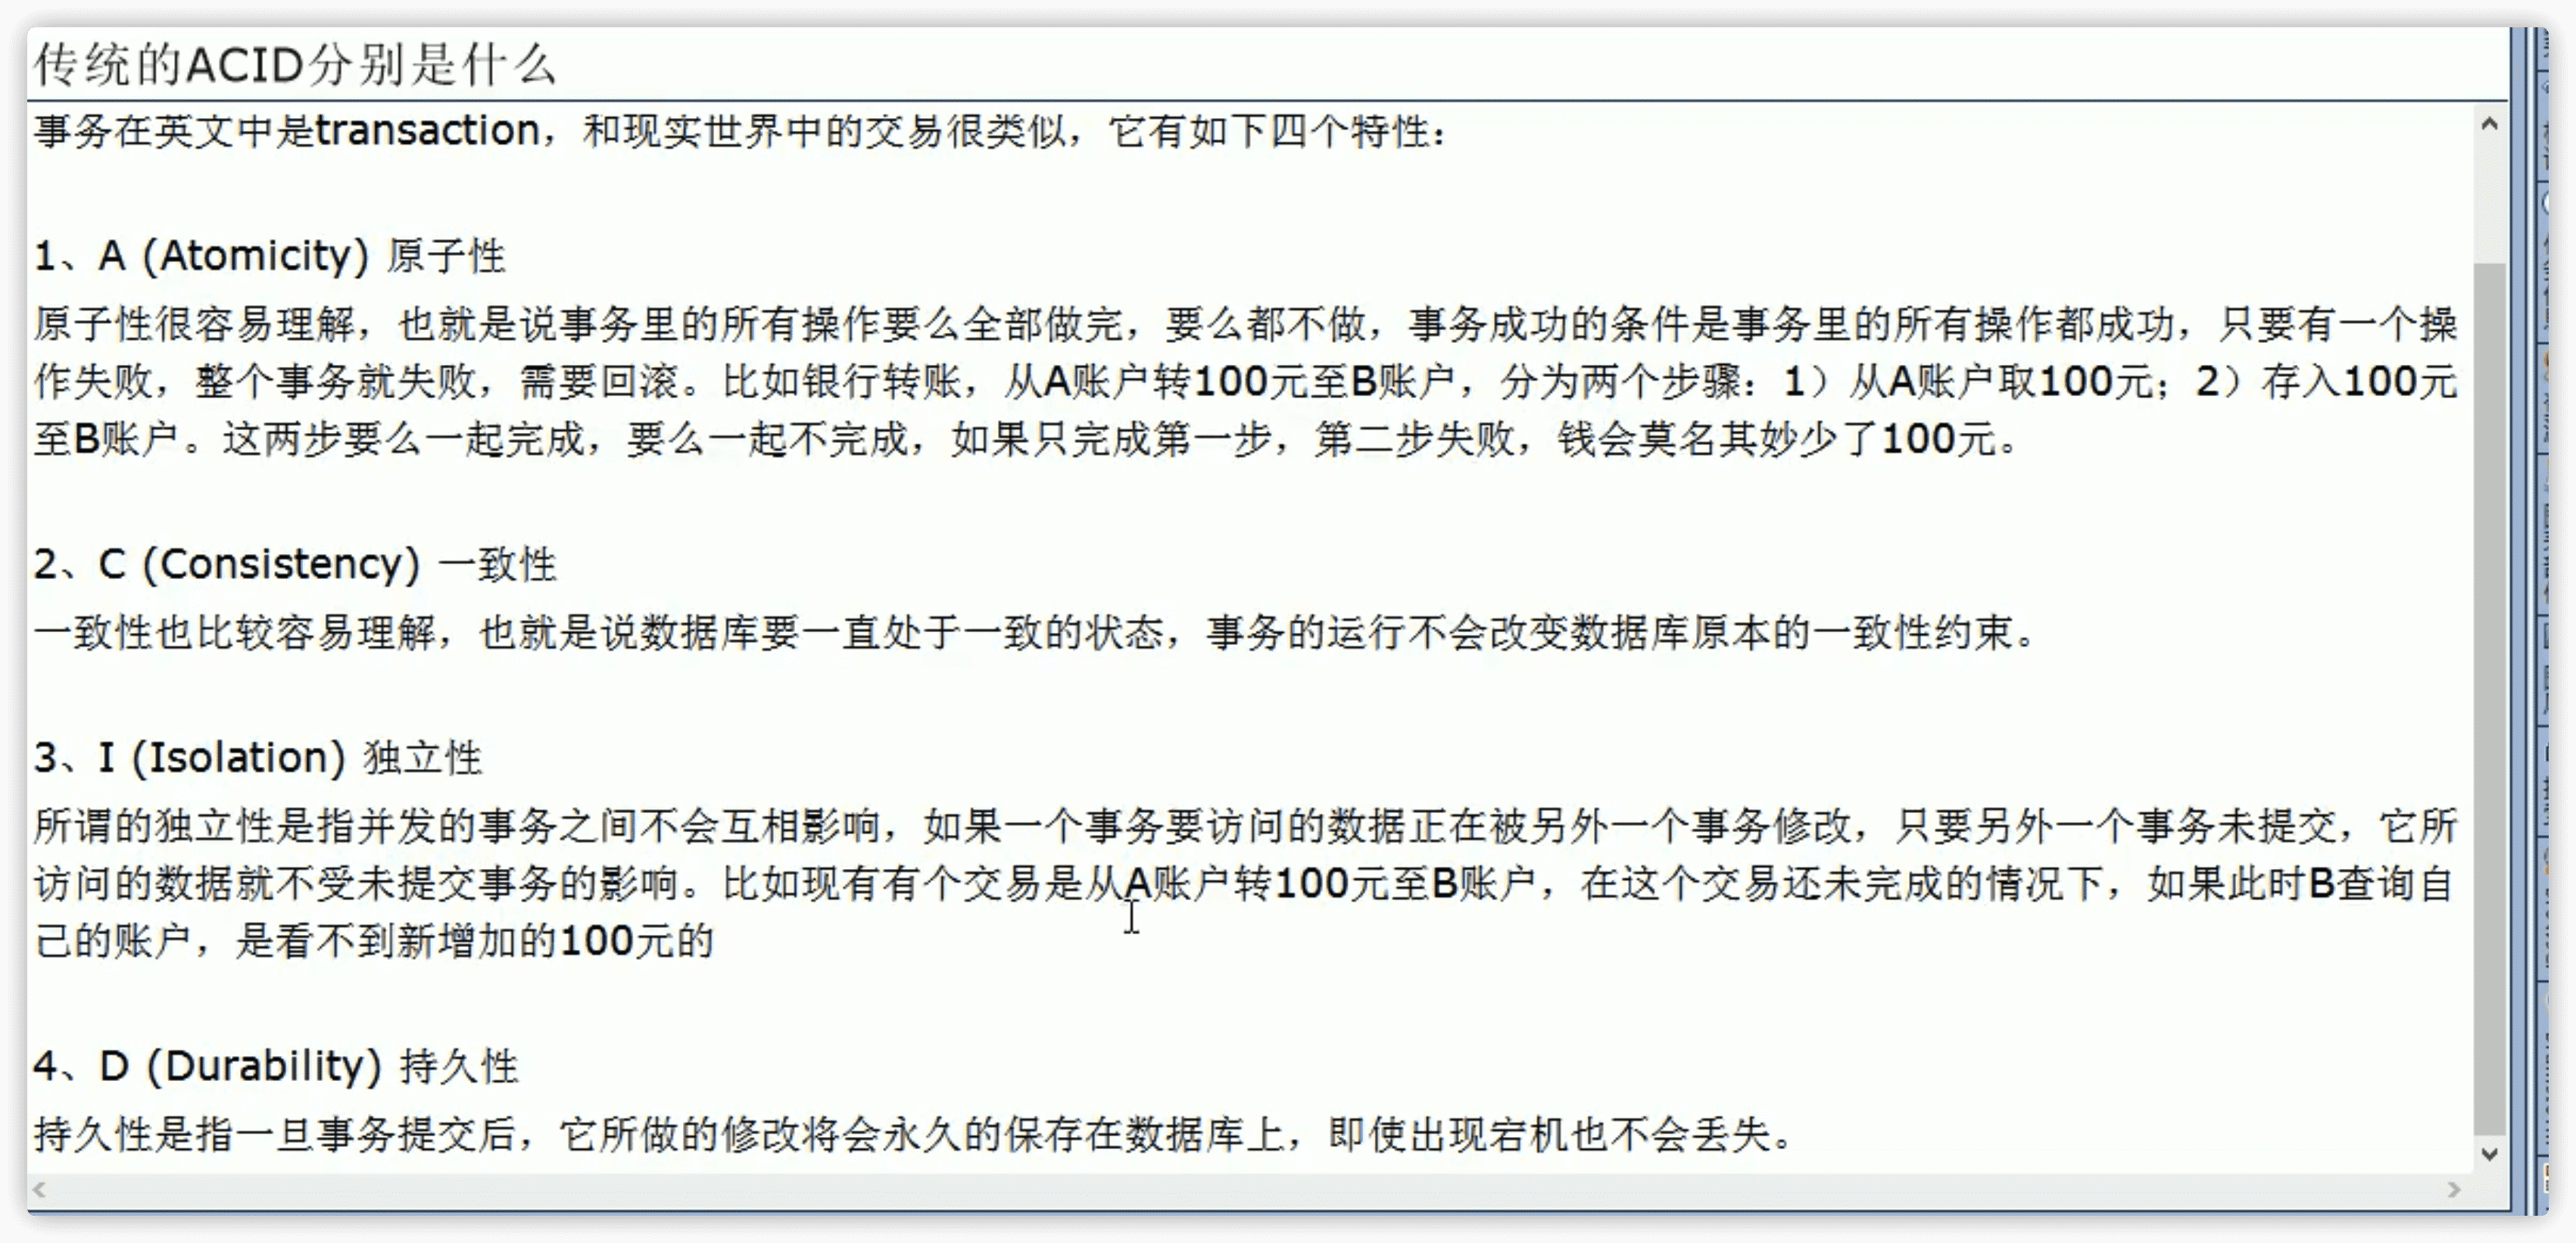 传统的ACID分别是什么
事务在英文中是transaction，和现实世界中的交易很类似，它有如下四个特性：
1、A (Atomicity) 原子性
原子性很容易理解，也就是说事务里的所有操作要么全部做完，要么都不做，事务成功的条件是事务里的所有操作都成功，只要有一个操
作失败，整个事务就失败，需要回滚。比如银行转账，从A账户转100元至B账户，分为两个步骤：1）从A账户取100元；2）存入100元
至B账户。这两步要么一起完成，要么一起不完成，如果只完成第一步，第二步失败，钱会莫名其妙少了100元。
2、C (Consistency) 一致性
一致性也比较容易理解，也就是说数据库要一直处于一致的状态，事务的运行不会改变数据库原本的一致性约束。
3、I (Isolation) 独立性
所谓的独立性是指并发的事务之间不会互相影响，如果一个事务要访问的数据正在被另外一个事务修改，只要另外一个事务未提交，它所
访问的数据就不受未提交事务的影响。比如现有有个交易是从A账户转100元至B账户，在这个交易还未完成的情况下，如果此时B查询自
己的账户，是看不到新增加的100元的
4、D (Durability) 持久性
持久性是指一旦事务提交后，它所做的修改将会永久的保存在数据库上，即使出现宕机也不会丢失。